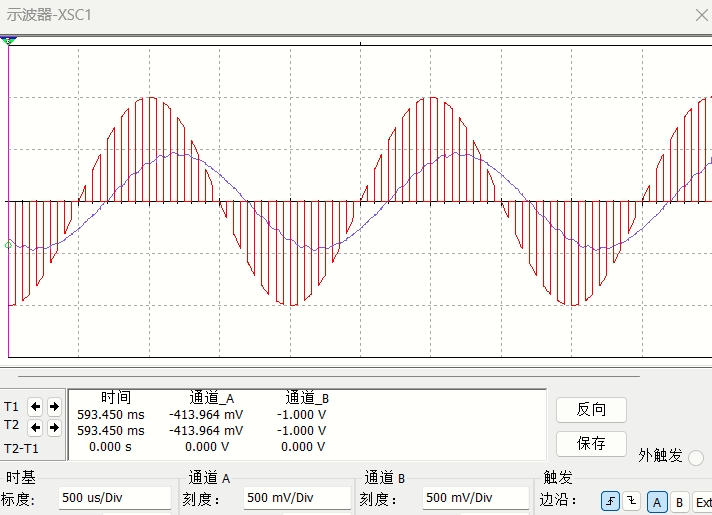 示波器-XSC1
时间 通道_A 通道_B
T1 593.450 ms -413.964 mV -1.000 V
T2 593.450 ms -413.964 mV -1.000 V
T2-T1 0.000 s 0.000 V 0.000 V
反向
保存
外触发
时基 通道 A 通道 B 触发
标度: 500 us/Div 刻度: 500 mV/Div 刻度: 500 mV/Div 边沿: A B Ext